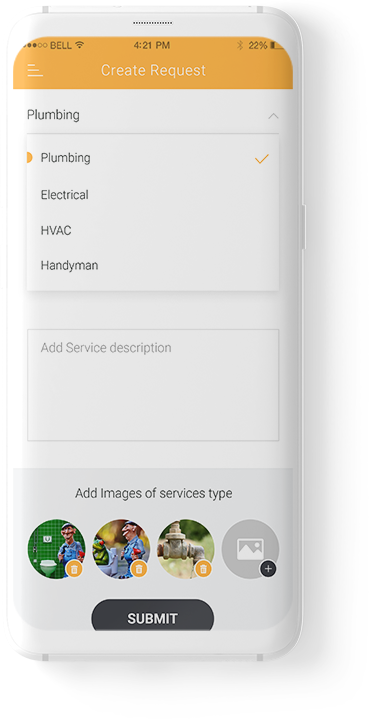 BELL 4:21 PM 22%
Create Request
Plumbing
Plumbing
Electrical
HVAC
Handyman
Add Service description
Add Images of services type
SUBMIT